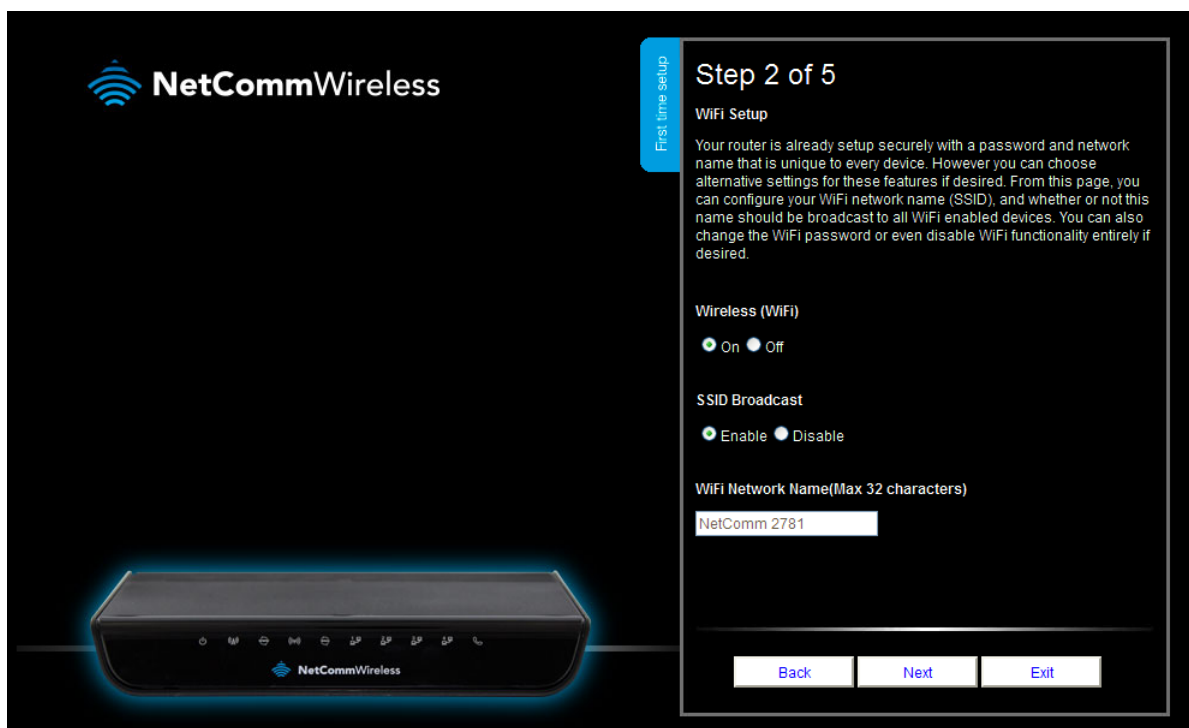 NetCommWireless
First time setup
Step 2 of 5
WiFi Setup
Your router is already setup securely with a password and network
name that is unique to every device. However you can choose
alternative settings for these features if desired. From this page, you
can configure your WiFi network name (SSID), and whether or not this
name should be broadcast to all WiFi enabled devices. You can also
change the WiFi password or even disable WiFi functionality entirely if
desired.
Wireless (WiFi)
On Off
SSID Broadcast
Enable Disable
WiFi Network Name(Max 32 characters)
NetComm 2781
NetCommWireless
Back Next Exit